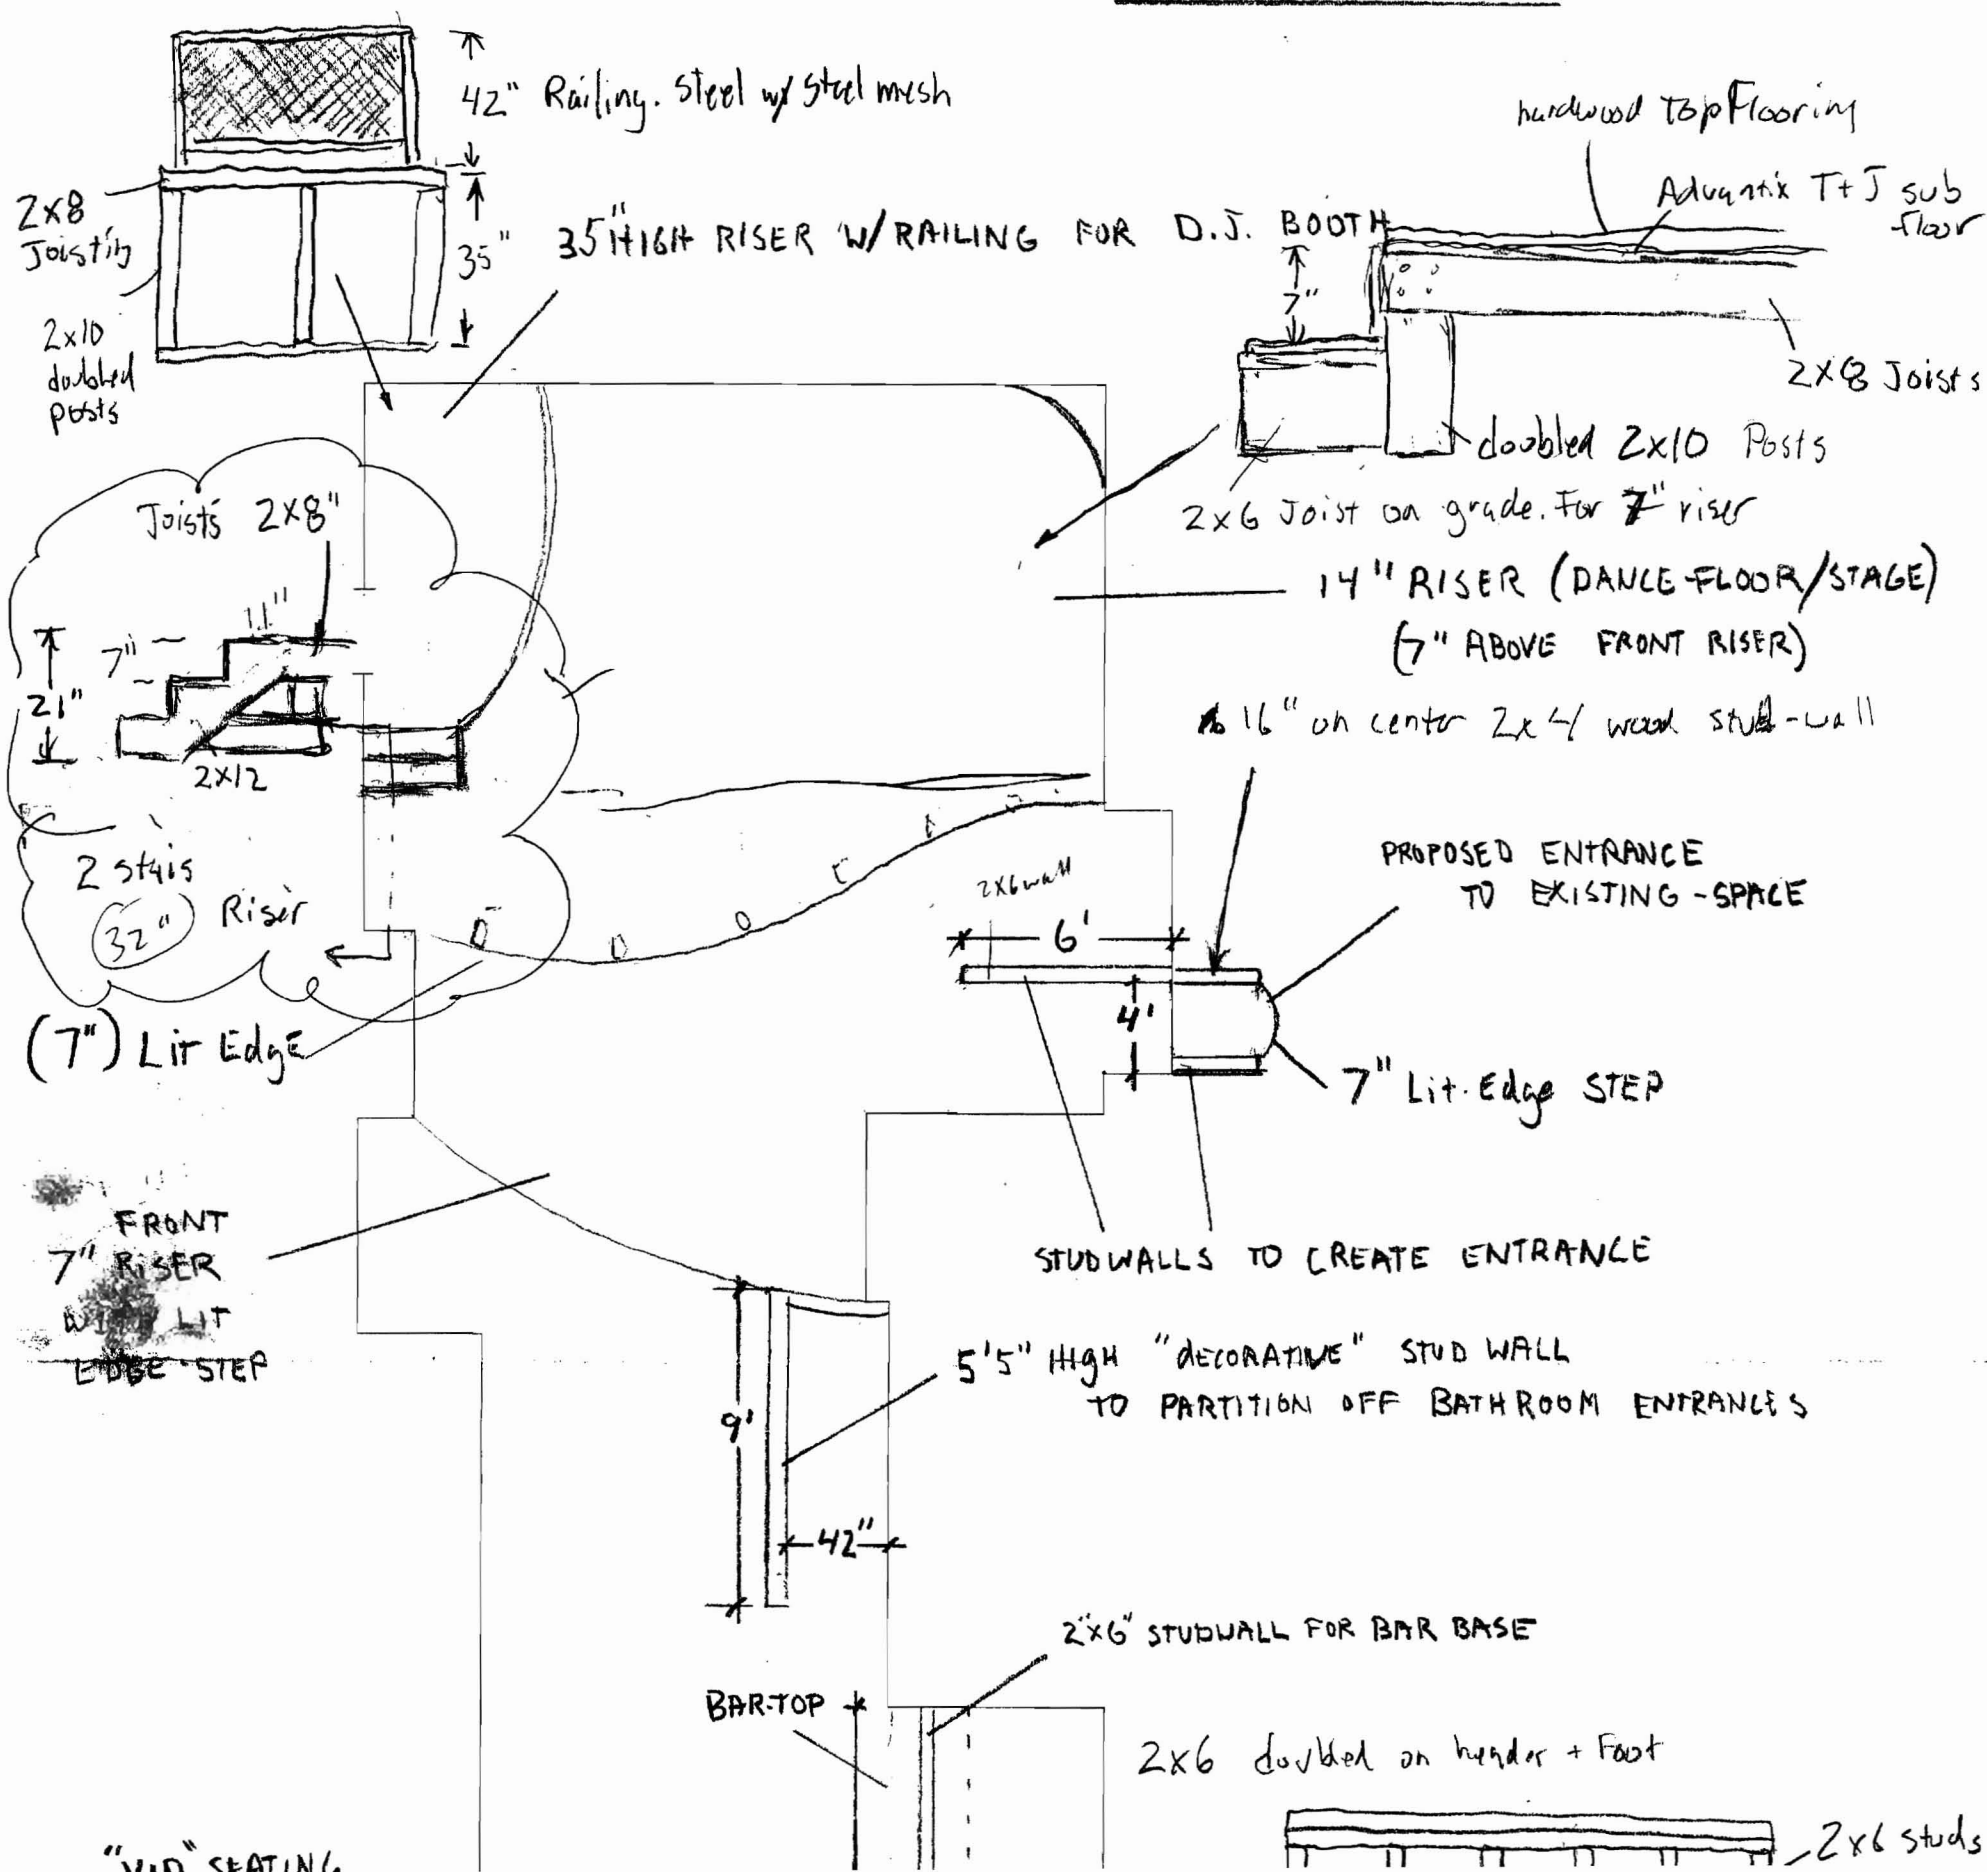 42" Railing. Steel w/ Steel mesh
hardwood Top Flooring
Advantix T+J sub
floor
2x8
Joistin
35"
35" HIGH RISER W/RAILING FOR D.J. BOOTH
7"
2x10
doubled
posts
2x8 Joists
doubled 2x10 Posts
2x6 Joist on grade. For 7" riser
Joists 2x8"
11"
7"
21"
2x12
14" RISER (DANCE-FLOOR/STAGE)
(7" ABOVE FRONT RISER)
16" on center 2x4 wood stud-wall
2 stais
32" Riser
2x6 wall
6'
4'
PROPOSED ENTRANCE
TO EXISTING-SPACE
(7") Lit Edge
7" Lit-Edge STEP
FRONT
7" RISER
WITH LIT
EDGE-STEP
STUDWALLS TO CREATE ENTRANCE
5'5" HIgH "dECORATIVE" STUD WALL
TO PARTITION OFF BATHROOM ENTRANCES
9'
42"
2"x6" STUDWALL FOR BAR BASE
BAR-TOP
2x6 doubled on header + Foot
2x6 studs
"VIP" SEATING